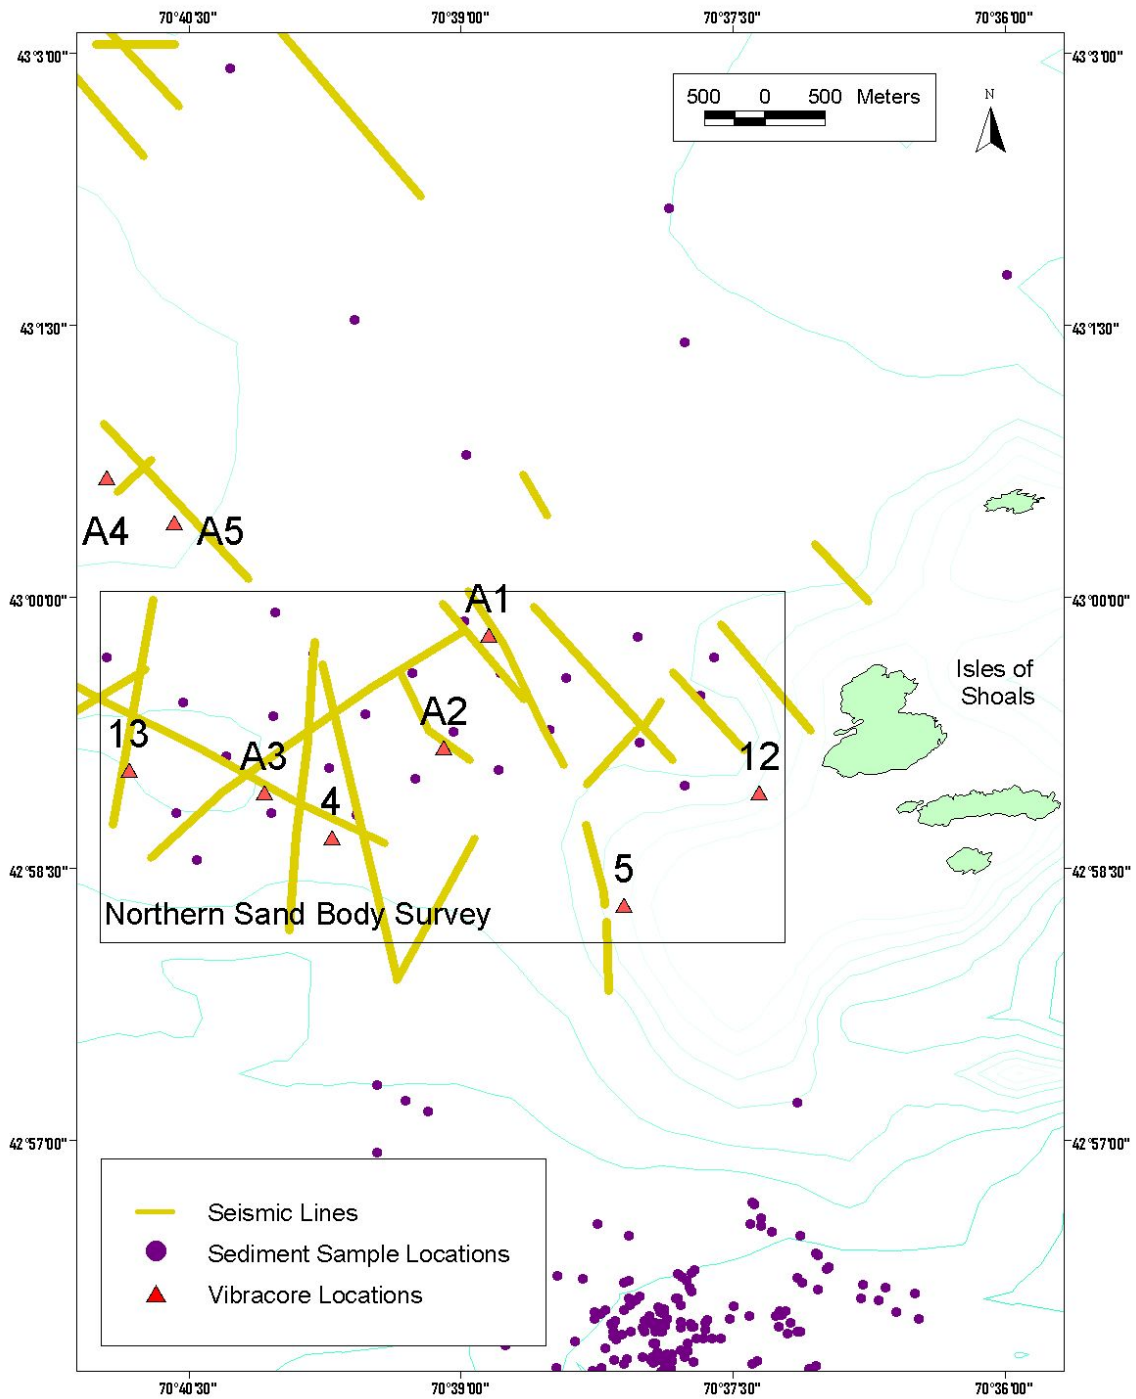 70°40'30" 70°39'00" 70°37'30" 70°36'00"
43°3'00" 43°3'00"
500 0 500 Meters
N
43°1'30" 43°1'30"
A4 A5
43°00'00" A1 43°00'00"
Isles of
Shoals
13 A2
A3 12
4
5
42°58'30" 42°58'30"
Northern Sand Body Survey
42°57'00" 42°57'00"
Seismic Lines
Sediment Sample Locations
Vibracore Locations
70°40'30" 70°39'00" 70°37'30" 70°36'00"